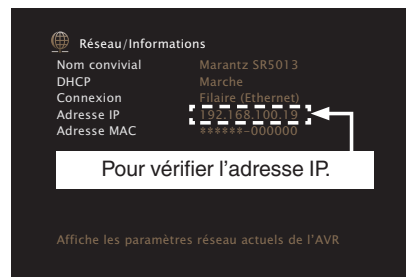 Réseau/Informations
Nom convivial Marantz SR5013
DHCP Marche
Connexion Filaire (Ethernet)
Adresse IP 192.168.100.19
Adresse MAC ******-000000
Pour vérifier l’adresse IP.
Affiche les paramètres réseau actuels de l’AVR